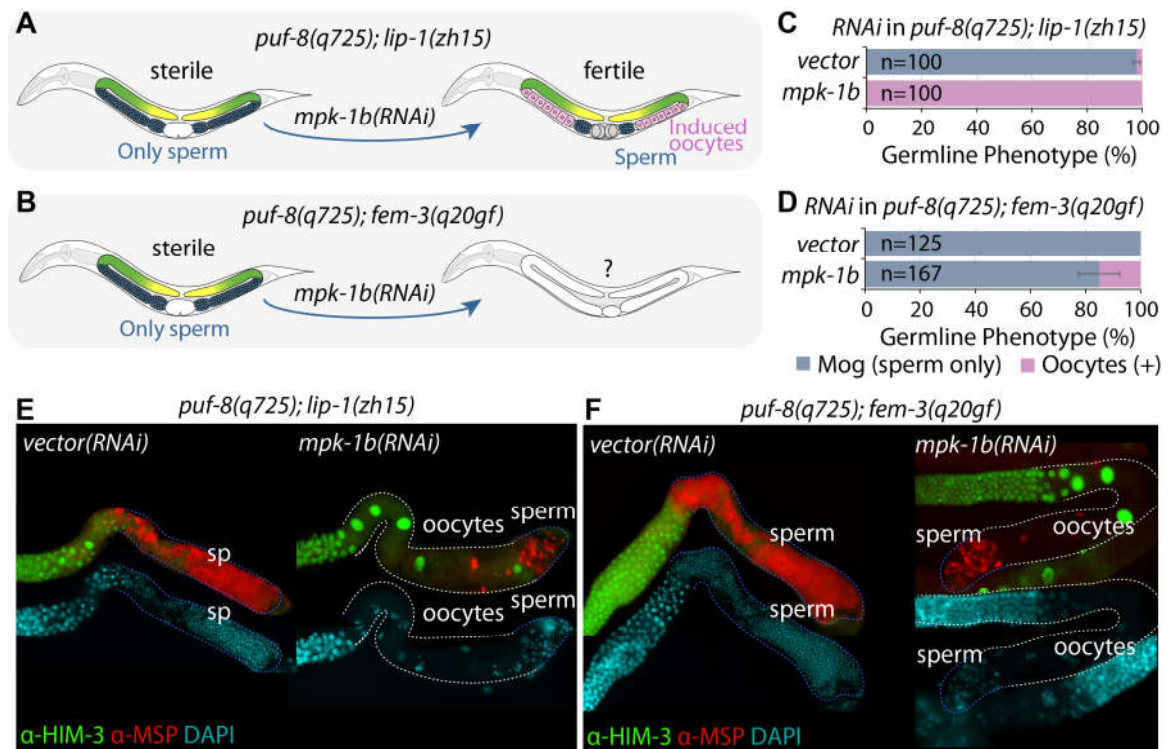 A
puf-8(q725); lip-1(zh15)
sterile
fertile
mpk-1b(RNAi)
Only sperm
Sperm
Induced
oocytes
B
puf-8(q725); fem-3(q20gf)
sterile
?
mpk-1b(RNAi)
Only sperm
C
RNAi in puf-8(q725); lip-1(zh15)
vector
n=100
mpk-1b
n=100
0 20 40 60 80 100
Germline Phenotype (%)
D
RNAi in puf-8(q725); fem-3(q20gf)
vector
n=125
mpk-1b
n=167
0 20 40 60 80 100
Germline Phenotype (%)
Mog (sperm only) Oocytes (+)
E
puf-8(q725); lip-1(zh15)
vector(RNAi)
mpk-1b(RNAi)
sp
sp
oocytes
sperm
oocytes
sperm
α-HIM-3 α-MSP DAPI
F
puf-8(q725); fem-3(q20gf)
vector(RNAi)
mpk-1b(RNAi)
sperm
sperm
sperm
oocytes
sperm
oocytes
α-HIM-3 α-MSP DAPI